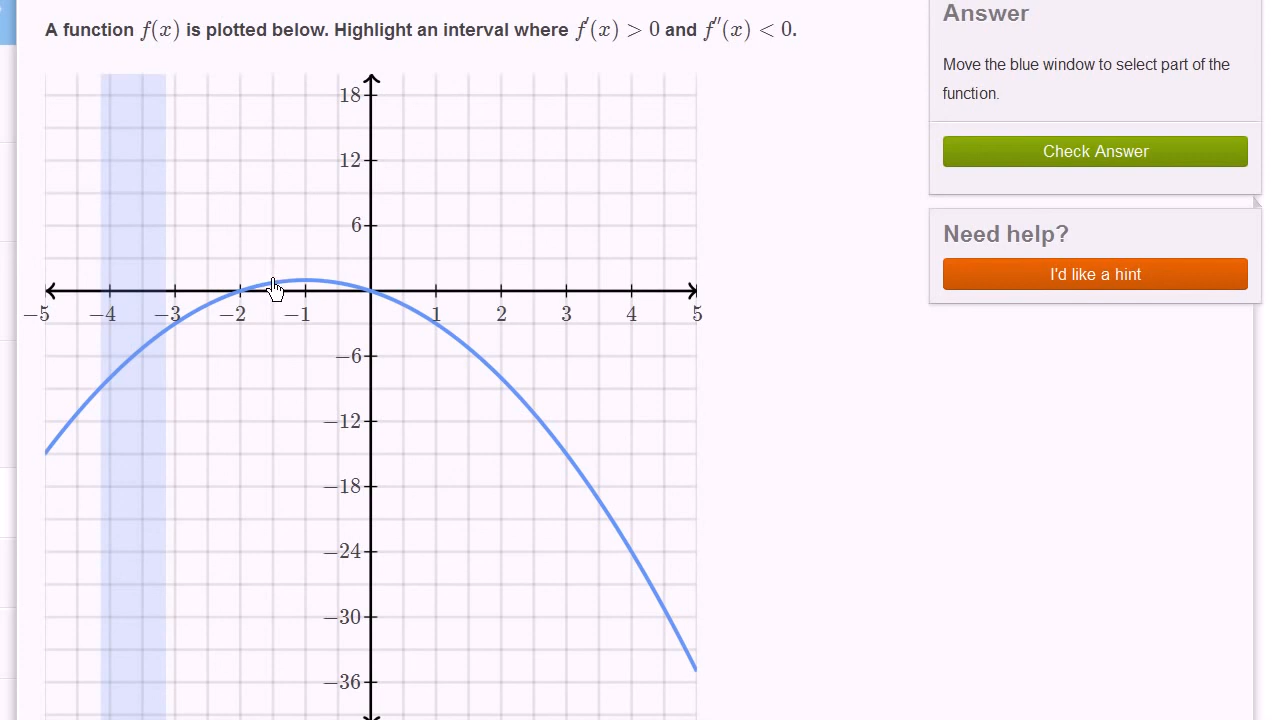 A function f(x) is plotted below. Highlight an interval where f′(x) > 0 and f″(x) < 0.
Answer
Move the blue window to select part of the
function.
Check Answer
Need help?
I'd like a hint
18
12
6
−5 −4 −3 −2 −1 1 2 3 4 5
−6
−12
−18
−24
−30
−36